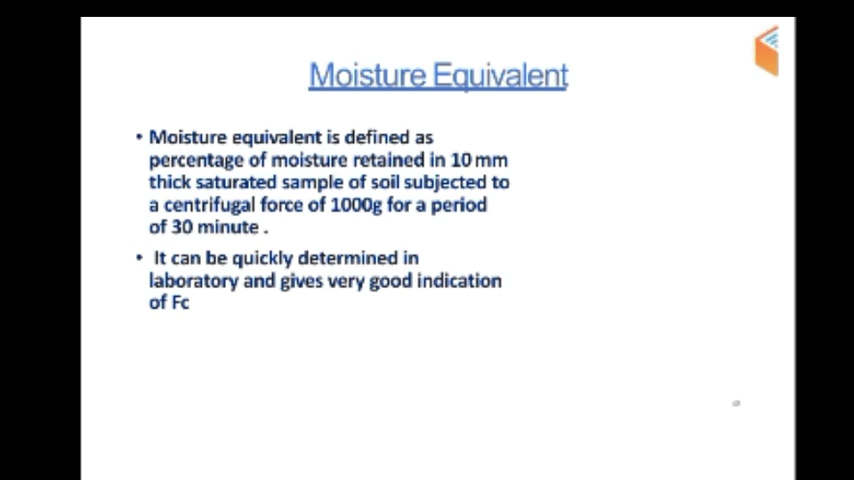 Moisture Equivalent
• Moisture equivalent is defined as
percentage of moisture retained in 10 mm
thick saturated sample of soil subjected to
a centrifugal force of 1000g for a period
of 30 minute .
• It can be quickly determined in
laboratory and gives very good indication
of Fc